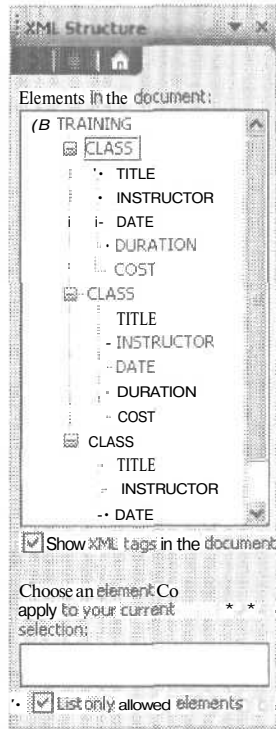 XML Structure
Elements in the document:
(B TRAINING
CLASS
TITLE
INSTRUCTOR
DATE
DURATION
COST
CLASS
TITLE
INSTRUCTOR
DATE
DURATION
COST
CLASS
TITLE
INSTRUCTOR
DATE
Show XML tags in the document
Choose an element Co
apply to your current * *
selection:
List only allowed elements